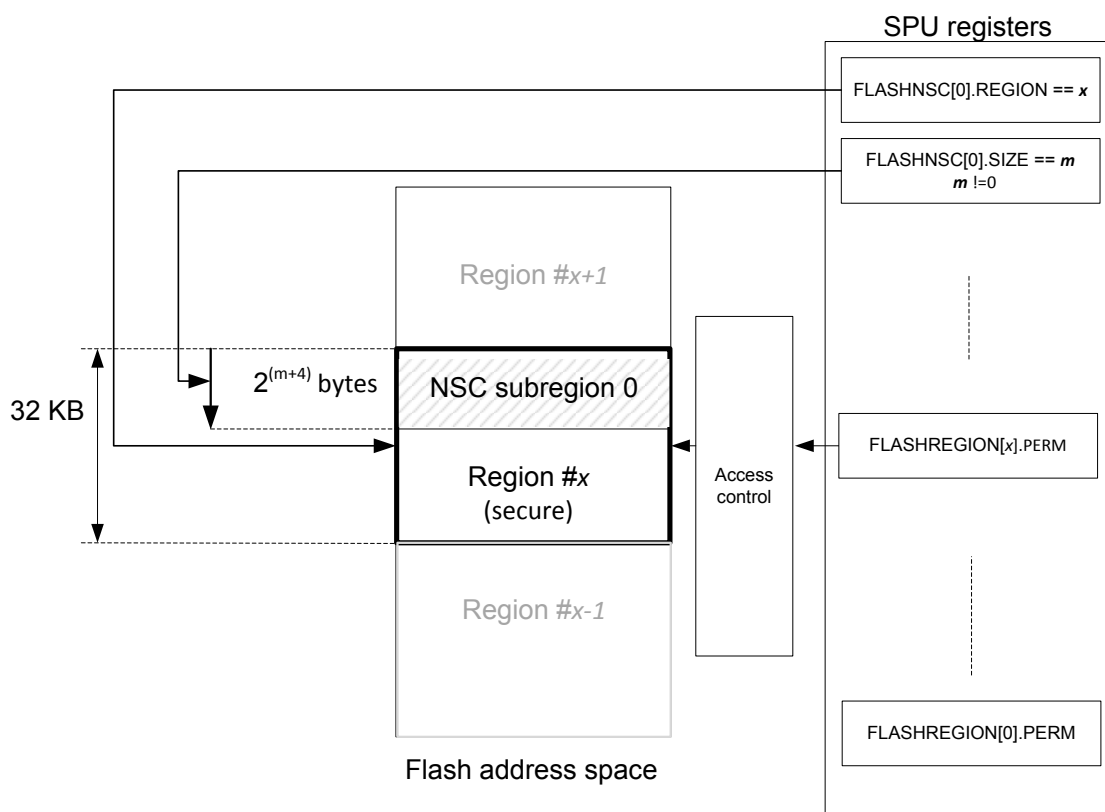 SPU registers
FLASHNSC[0].REGION == x
FLASHNSC[0].SIZE == m
m !=0
Region #x+1
2^(m+4) bytes
NSC subregion 0
32 KB
FLASHREGION[x].PERM
Region #x
(secure)
Access
control
Region #x-1
FLASHREGION[0].PERM
Flash address space